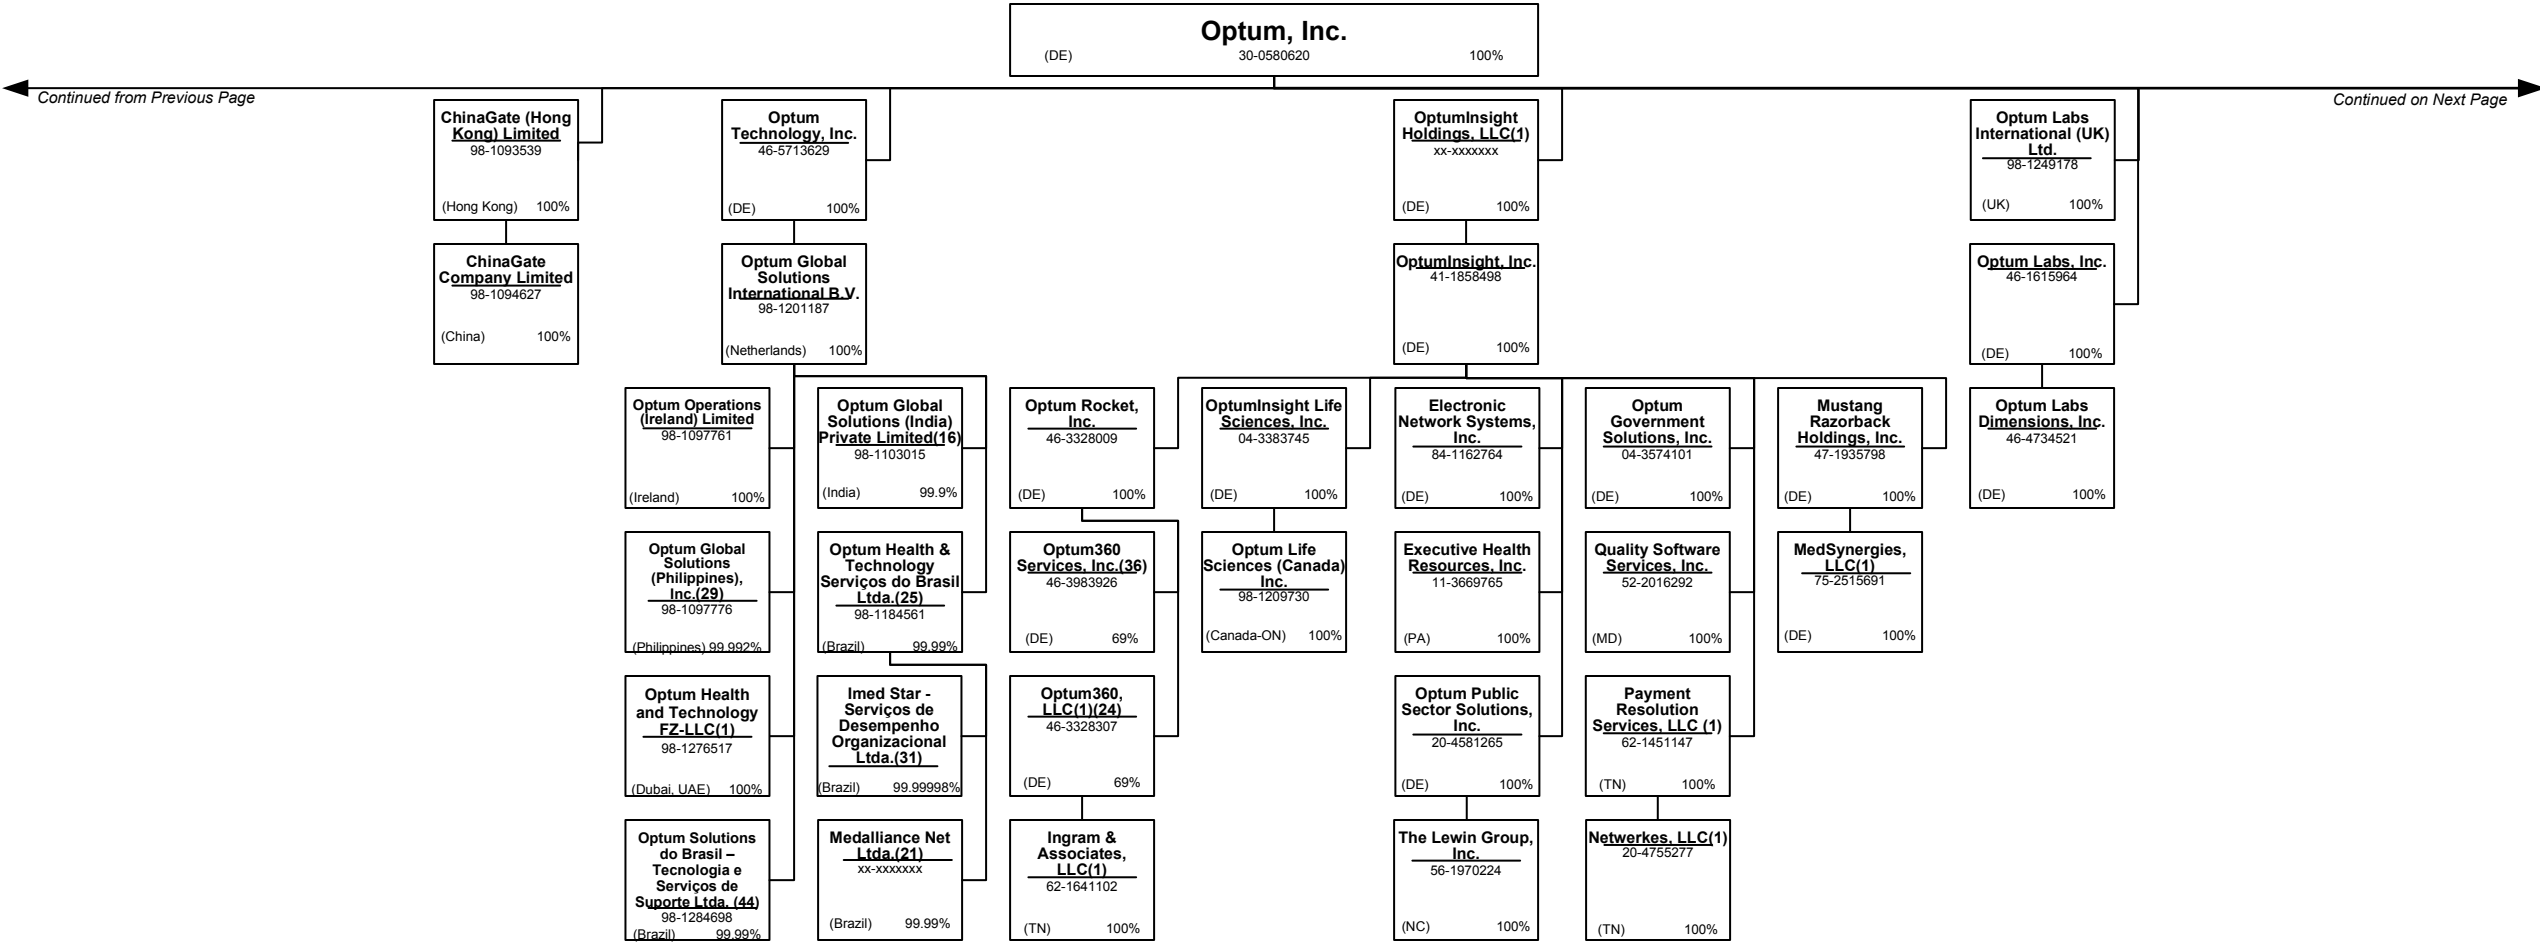 Optum, Inc.
(DE) 30-0580620 100%
Continued from Previous Page
Continued on Next Page
ChinaGate (Hong
Kong) Limited
98-1093539
(Hong Kong) 100%
Optum
Technology, Inc.
46-5713629
(DE) 100%
OptumInsight
Holdings, LLC(1)
xx-xxxxxxx
(DE) 100%
Optum Labs
International (UK)
Ltd.
98-1249178
(UK) 100%
ChinaGate
Company Limited
98-1094627
(China) 100%
Optum Global
Solutions
International B.V.
98-1201187
(Netherlands) 100%
OptumInsight, Inc.
41-1858498
(DE) 100%
Optum Labs, Inc.
46-1615964
(DE) 100%
Optum Operations
(Ireland) Limited
98-1097761
(Ireland) 100%
Optum Global
Solutions (India)
Private Limited(16)
98-1103015
(India) 99.9%
Optum Rocket,
Inc.
46-3328009
(DE) 100%
OptumInsight Life
Sciences, Inc.
04-3383745
(DE) 100%
Electronic
Network Systems,
Inc.
84-1162764
(DE) 100%
Optum
Government
Solutions, Inc.
04-3574101
(DE) 100%
Mustang
Razorback
Holdings, Inc.
47-1935798
(DE) 100%
Optum Labs
Dimensions, Inc.
46-4734521
(DE) 100%
Optum Global
Solutions
(Philippines),
Inc.(29)
98-1097776
(Philippines) 99.992%
Optum Health &
Technology
Serviços do Brasil
Ltda.(25)
98-1184561
(Brazil) 99.99%
Optum360
Services, Inc.(36)
46-3983926
(DE) 69%
Optum Life
Sciences (Canada)
Inc.
98-1209730
(Canada-ON) 100%
Executive Health
Resources, Inc.
11-3669765
(PA) 100%
Quality Software
Services, Inc.
52-2016292
(MD) 100%
MedSynergies,
LLC(1)
75-2515691
(DE) 100%
Optum Health
and Technology
FZ-LLC(1)
98-1276517
(Dubai, UAE) 100%
Imed Star -
Serviços de
Desempenho
Organizacional
Ltda.(31)
(Brazil) 99.99998%
Optum360,
LLC(1)(24)
46-3328307
(DE) 69%
Optum Public
Sector Solutions,
Inc.
20-4581265
(DE) 100%
Payment
Resolution
Services, LLC (1)
62-1451147
(TN) 100%
Optum Solutions
do Brasil –
Tecnologia e
Serviços de
Suporte Ltda. (44)
98-1284698
(Brazil) 99.99%
Medalliance Net
Ltda.(21)
xx-xxxxxxx
(Brazil) 99.99%
Ingram &
Associates,
LLC(1)
62-1641102
(TN) 100%
The Lewin Group,
Inc.
56-1970224
(NC) 100%
Netwerkes, LLC(1)
20-4755277
(TN) 100%